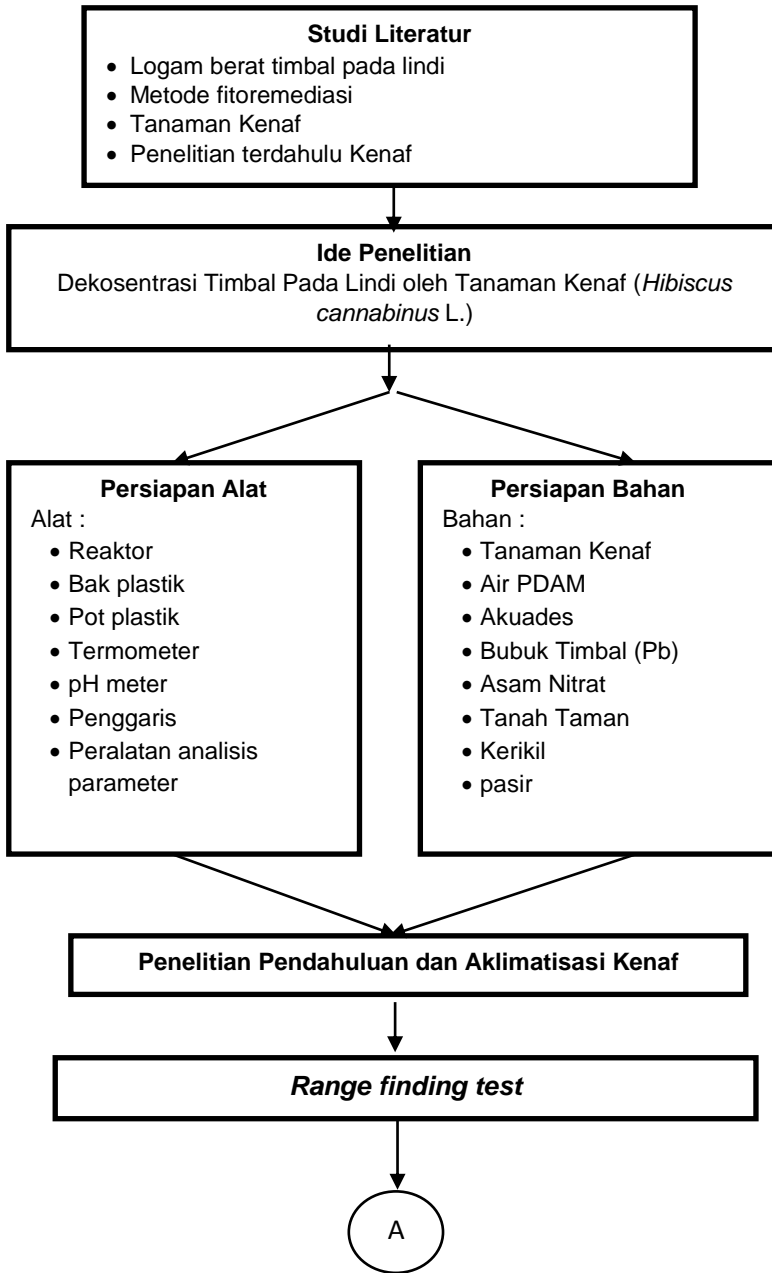 Studi Literatur
• Logam berat timbal pada lindi
• Metode fitoremediasi
• Tanaman Kenaf
• Penelitian terdahulu Kenaf
Ide Penelitian
Dekosentrasi Timbal Pada Lindi oleh Tanaman Kenaf (Hibiscus
cannabinus L.)
Persiapan Alat
Alat :
• Reaktor
• Bak plastik
• Pot plastik
• Termometer
• pH meter
• Penggaris
• Peralatan analisis
parameter
Persiapan Bahan
Bahan :
• Tanaman Kenaf
• Air PDAM
• Akuades
• Bubuk Timbal (Pb)
• Asam Nitrat
• Tanah Taman
• Kerikil
• pasir
Penelitian Pendahuluan dan Aklimatisasi Kenaf
Range finding test
A